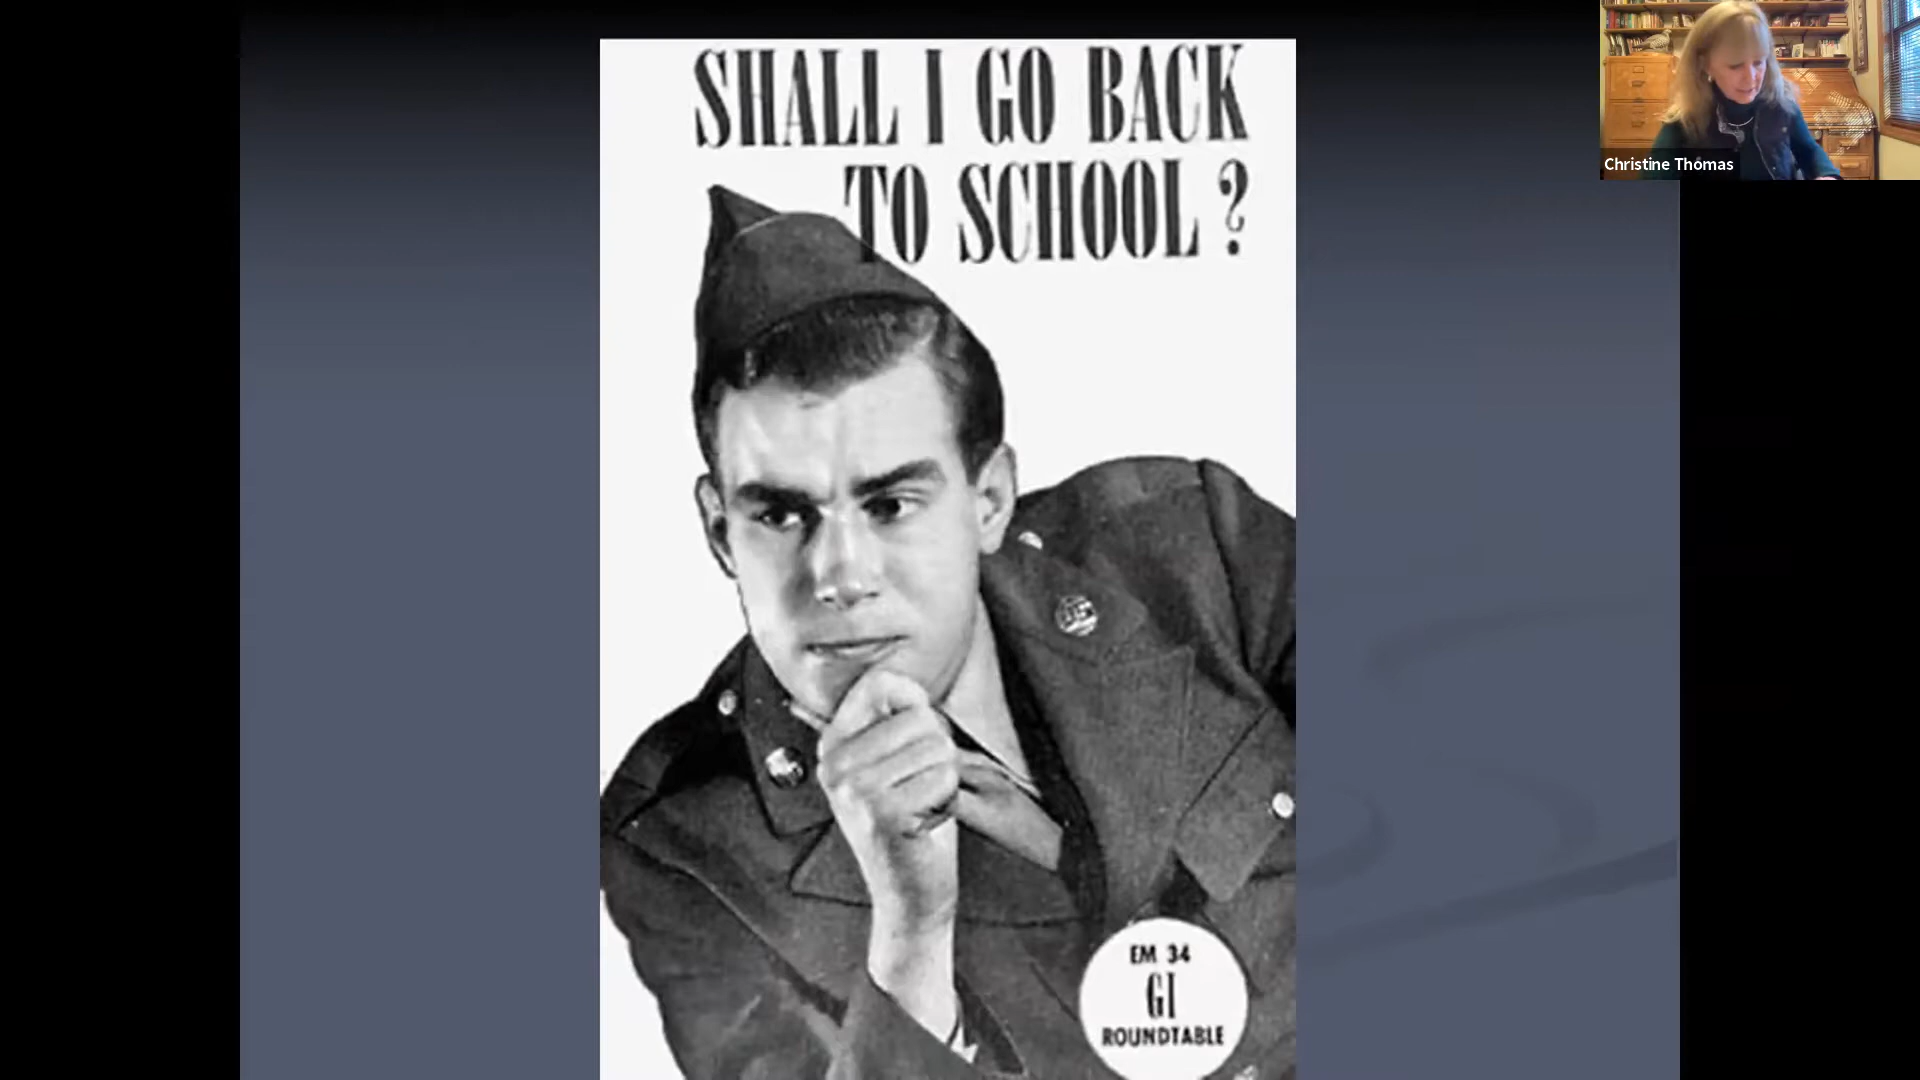 SHALL I GO BACK
TO SCHOOL ?
EM 34
GI
ROUNDTABLE
Christine Thomas